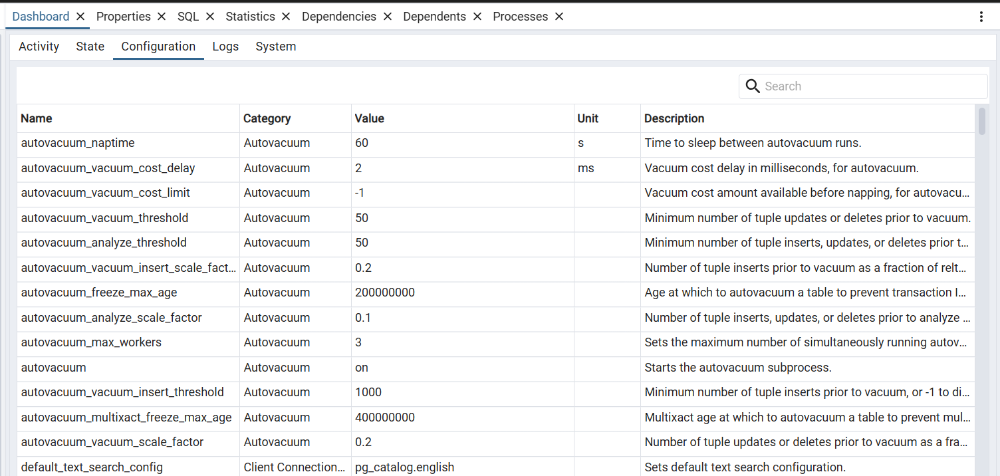 Dashboard Properties SQL Statistics Dependencies Dependents Processes
Activity State Configuration Logs System
Search
Name Category Value Unit Description
autovacuum_naptime Autovacuum 60 s Time to sleep between autovacuum runs.
autovacuum_vacuum_cost_delay Autovacuum 2 ms Vacuum cost delay in milliseconds, for autovacuum.
autovacuum_vacuum_cost_limit Autovacuum -1 Vacuum cost amount available before napping, for autovacu...
autovacuum_vacuum_threshold Autovacuum 50 Minimum number of tuple updates or deletes prior to vacuum.
autovacuum_analyze_threshold Autovacuum 50 Minimum number of tuple inserts, updates, or deletes prior t...
autovacuum_vacuum_insert_scale_fact... Autovacuum 0.2 Number of tuple inserts prior to vacuum as a fraction of relt...
autovacuum_freeze_max_age Autovacuum 200000000 Age at which to autovacuum a table to prevent transaction I...
autovacuum_analyze_scale_factor Autovacuum 0.1 Number of tuple inserts, updates, or deletes prior to analyze ...
autovacuum_max_workers Autovacuum 3 Sets the maximum number of simultaneously running autov...
autovacuum Autovacuum on Starts the autovacuum subprocess.
autovacuum_vacuum_insert_threshold Autovacuum 1000 Minimum number of tuple inserts prior to vacuum, or -1 to di...
autovacuum_multixact_freeze_max_age Autovacuum 400000000 Multixact age at which to autovacuum a table to prevent mul...
autovacuum_vacuum_scale_factor Autovacuum 0.2 Number of tuple updates or deletes prior to vacuum as a fra...
default_text_search_config Client Connection... pg_catalog.english Sets default text search configuration.